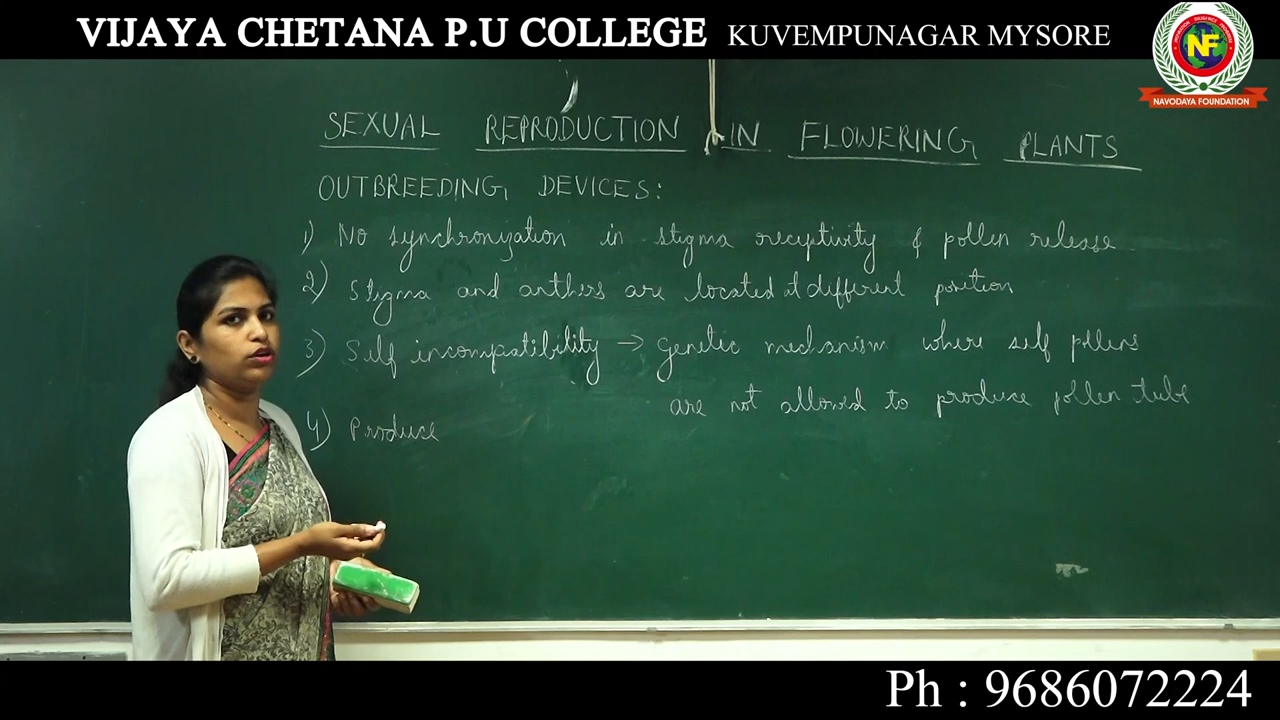 VIJAYA CHETANA P.U COLLEGE KUVEMPUNAGAR MYSORE
NF
NAVODAYA FOUNDATION
SEXUAL REPRODUCTION IN FLOWERING PLANTS
OUTBREEDING DEVICES:
1) No synchronization in stigma receptivity & pollen release
2) Stigma and anthers are located at different position
3) Self incompatibility → genetic mechanism where self pollens
are not allowed to produce pollen tube
4) Produce
Ph : 9686072224